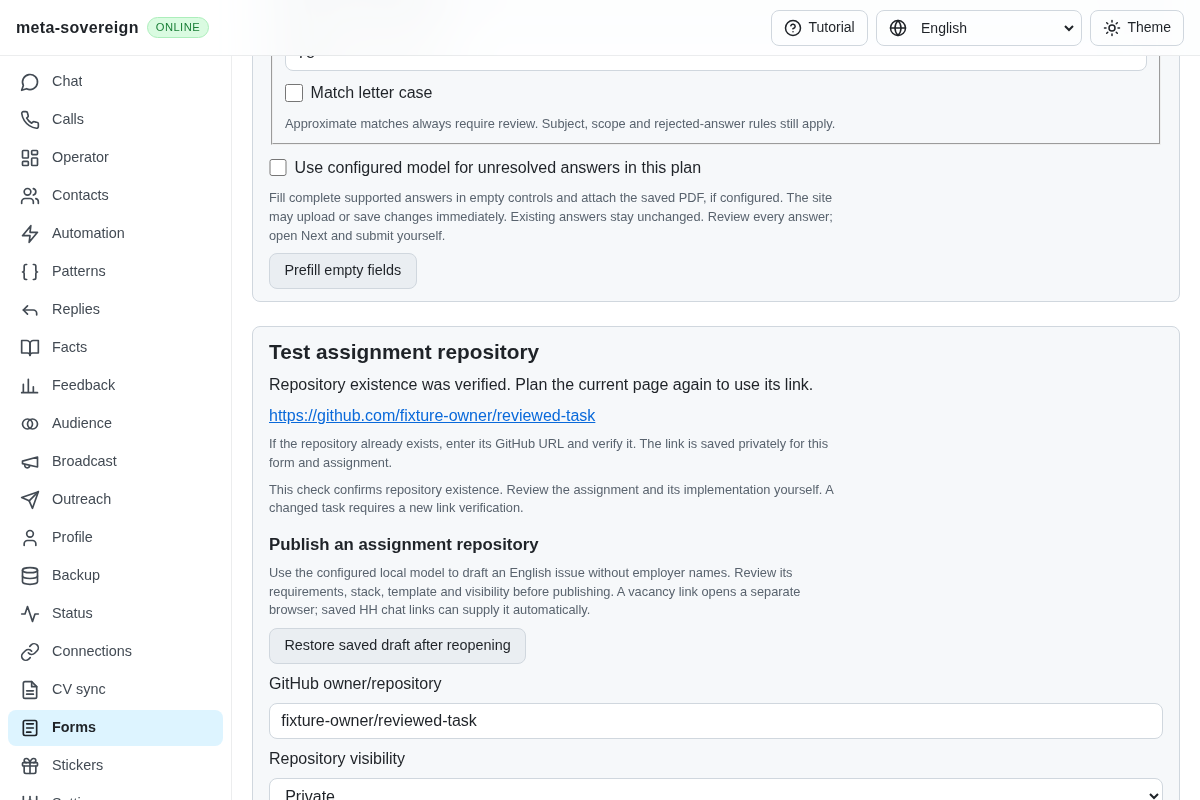 meta-sovereign ONLINE
Tutorial
English
Theme
Chat
Calls
Operator
Contacts
Automation
Patterns
Replies
Facts
Feedback
Audience
Broadcast
Outreach
Profile
Backup
Status
Connections
CV sync
Forms
Stickers
Match letter case
Approximate matches always require review. Subject, scope and rejected-answer rules still apply.
Use configured model for unresolved answers in this plan
Fill complete supported answers in empty controls and attach the saved PDF, if configured. The site
may upload or save changes immediately. Existing answers stay unchanged. Review every answer;
open Next and submit yourself.
Prefill empty fields
Test assignment repository
Repository existence was verified. Plan the current page again to use its link.
https://github.com/fixture-owner/reviewed-task
If the repository already exists, enter its GitHub URL and verify it. The link is saved privately for this
form and assignment.
This check confirms repository existence. Review the assignment and its implementation yourself. A
changed task requires a new link verification.
Publish an assignment repository
Use the configured local model to draft an English issue without employer names. Review its
requirements, stack, template and visibility before publishing. A vacancy link opens a separate
browser; saved HH chat links can supply it automatically.
Restore saved draft after reopening
GitHub owner/repository
fixture-owner/reviewed-task
Repository visibility
Private